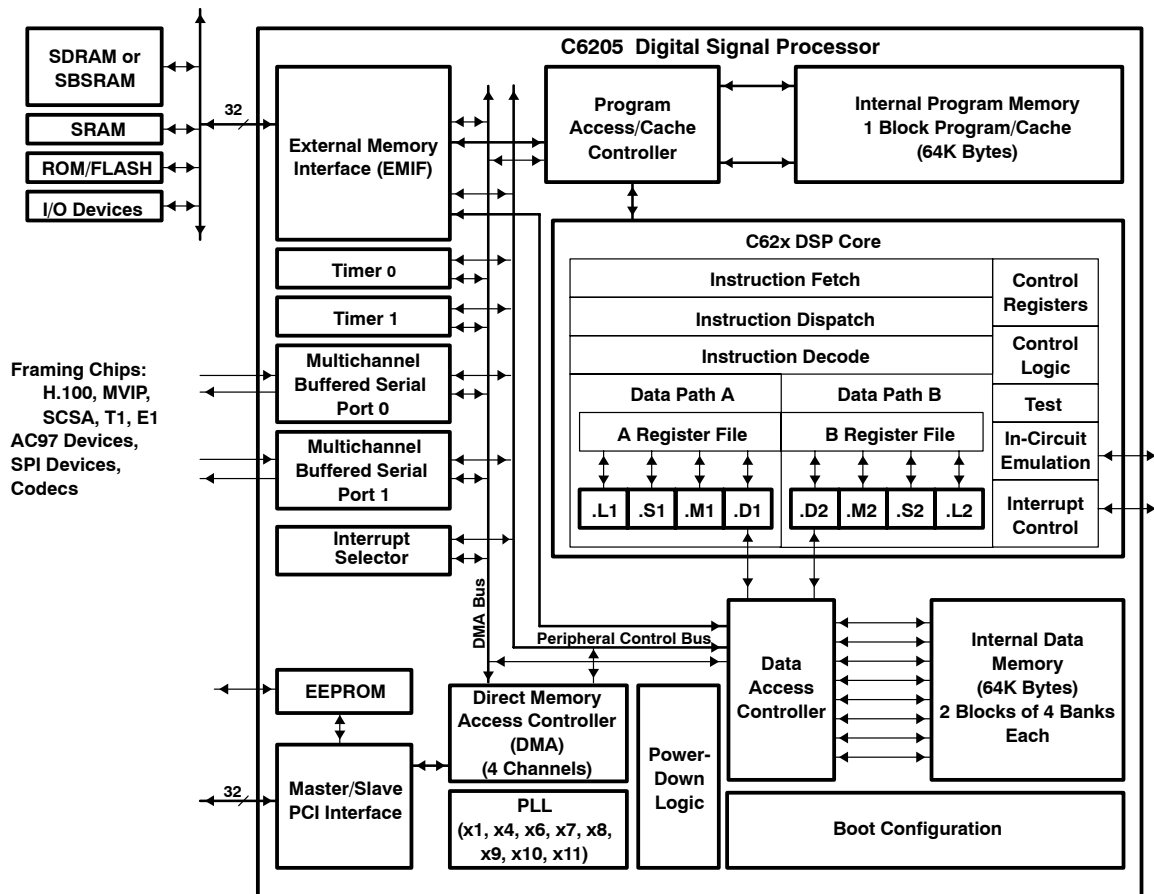 C6205 Digital Signal Processor
SDRAM or
SBSRAM
SRAM
ROM/FLASH
I/O Devices
32
External Memory
Interface (EMIF)
Program
Access/Cache
Controller
Internal Program Memory
1 Block Program/Cache
(64K Bytes)
Timer 0
Timer 1
Framing Chips:
H.100, MVIP,
SCSA, T1, E1
AC97 Devices,
SPI Devices,
Codecs
Multichannel
Buffered Serial
Port 0
Multichannel
Buffered Serial
Port 1
Interrupt
Selector
C62x DSP Core
Instruction Fetch
Instruction Dispatch
Instruction Decode
Data Path A
A Register File
.L1 .S1 .M1 .D1
Data Path B
B Register File
.D2 .M2 .S2 .L2
Control
Registers
Control
Logic
Test
In-Circuit
Emulation
Interrupt
Control
DMA Bus
Peripheral Control Bus
EEPROM
32
Master/Slave
PCI Interface
Direct Memory
Access Controller
(DMA)
(4 Channels)
PLL
(x1, x4, x6, x7, x8,
x9, x10, x11)
Power-
Down
Logic
Data
Access
Controller
Internal Data
Memory
(64K Bytes)
2 Blocks of 4 Banks
Each
Boot Configuration